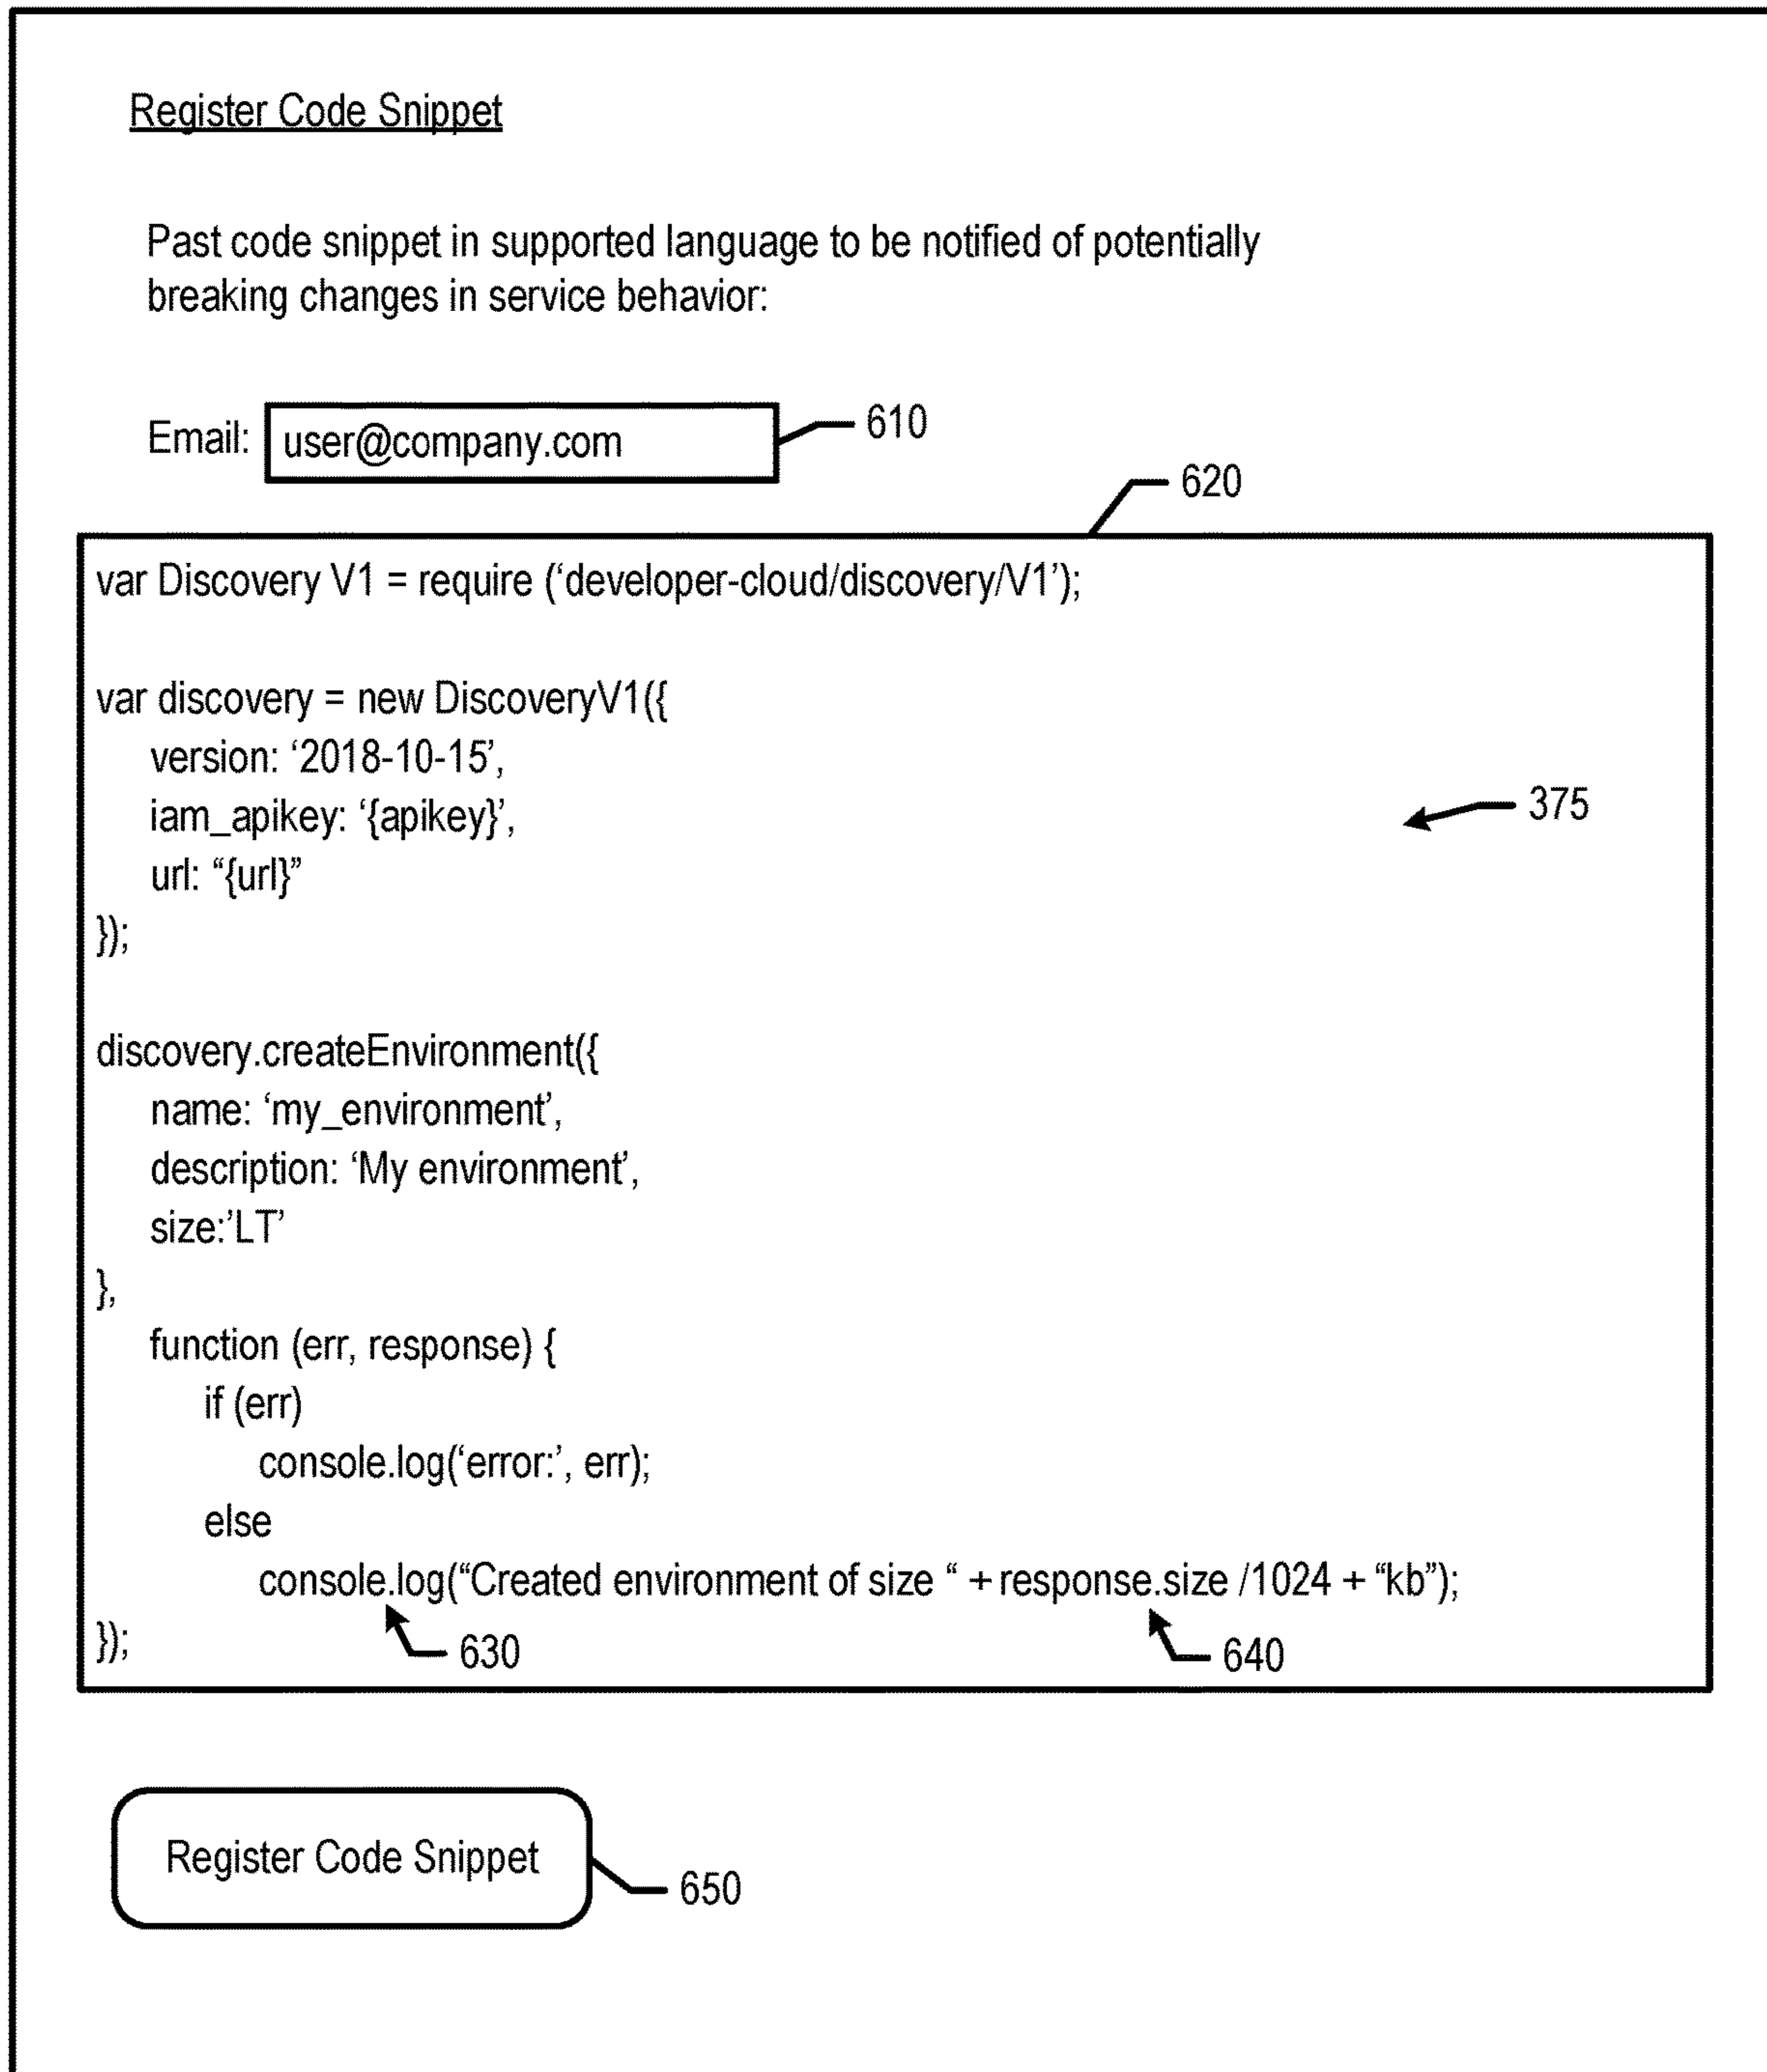 Register Code Snippet
Past code snippet in supported language to be notified of potentially
breaking changes in service behavior:
Email: user@company.com 610
620
var Discovery V1 = require (‘developer-cloud/discovery/V1’);
var discovery = new DiscoveryV1({
version: ‘2018-10-15’,
iam_apikey: ‘{apikey}’,
375
url: “{url}”
});
discovery.createEnvironment({
name: ‘my_environment’,
description: ‘My environment’,
size:’LT’
},
function (err, response) {
if (err)
console.log(‘error:’, err);
else
console.log(“Created environment of size “ + response.size /1024 + “kb”);
}); 630 640
Register Code Snippet
650